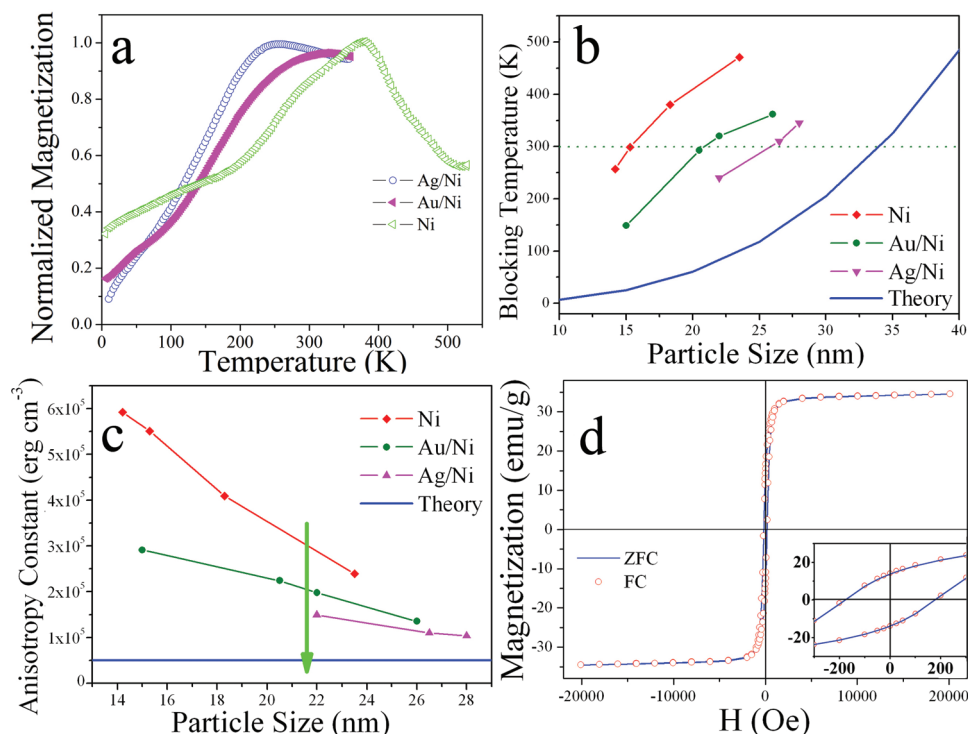 a
Normalized Magnetization
1.0
0.8
0.6
0.4
0.2
0.0
Ag/Ni
Au/Ni
Ni
0 100 200 300 400 500
Temperature (K)
b
Blocking Temperature (K)
500
400
300
200
100
0
Ni
Au/Ni
Ag/Ni
Theory
10 15 20 25 30 35 40
Particle Size (nm)
c
Anisotropy Constant (erg cm⁻³)
6x10⁵
5x10⁵
4x10⁵
3x10⁵
2x10⁵
1x10⁵
0
Ni
Au/Ni
Ag/Ni
Theory
14 16 18 20 22 24 26 28
Particle Size (nm)
d
Magnetization (emu/g)
30
20
10
0
-10
-20
-30
ZFC
FC
20
0
-20
-200 0 200
-20000 -10000 0 10000 20000
H (Oe)